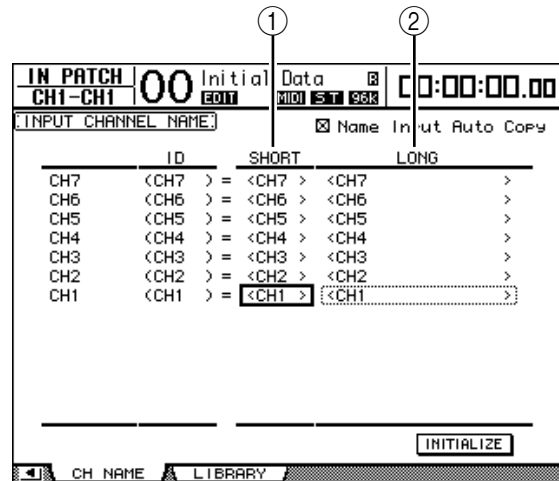 ① ②
IN PATCH 00 Initial Data R 00:00:00.00
CH1-CH1 EDIT MIDI ST 96k
INPUT CHANNEL NAME ☒ Name Input Auto Copy
ID SHORT LONG
CH7 (CH7 ) = <CH7 > <CH7 >
CH6 (CH6 ) = <CH6 > <CH6 >
CH5 (CH5 ) = <CH5 > <CH5 >
CH4 (CH4 ) = <CH4 > <CH4 >
CH3 (CH3 ) = <CH3 > <CH3 >
CH2 (CH2 ) = <CH2 > <CH2 >
CH1 (CH1 ) = <CH1 > <CH1 >
INITIALIZE
CH NAME LIBRARY